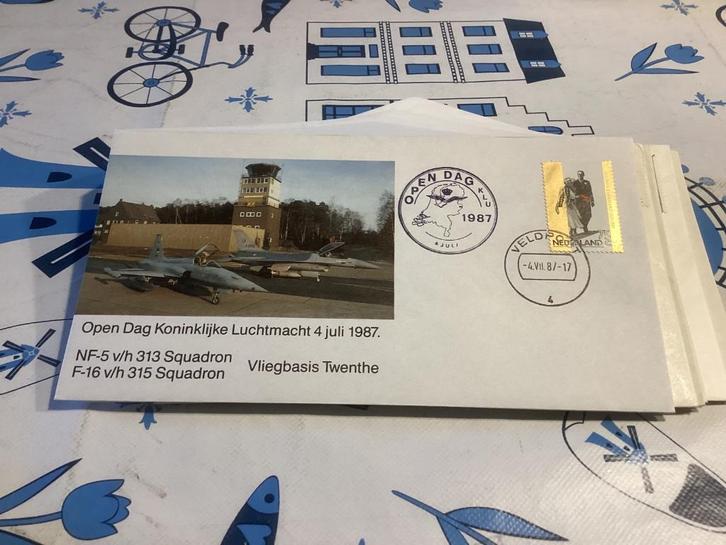 OPEN DAG KLU
1987
4 JULI
NEDERLAND
VELDPOST
-4.VII.87-17
4
Open Dag Koninklijke Luchtmacht 4 juli 1987.
NF-5 v/h 313 Squadron
F-16 v/h 315 Squadron
Vliegbasis Twenthe